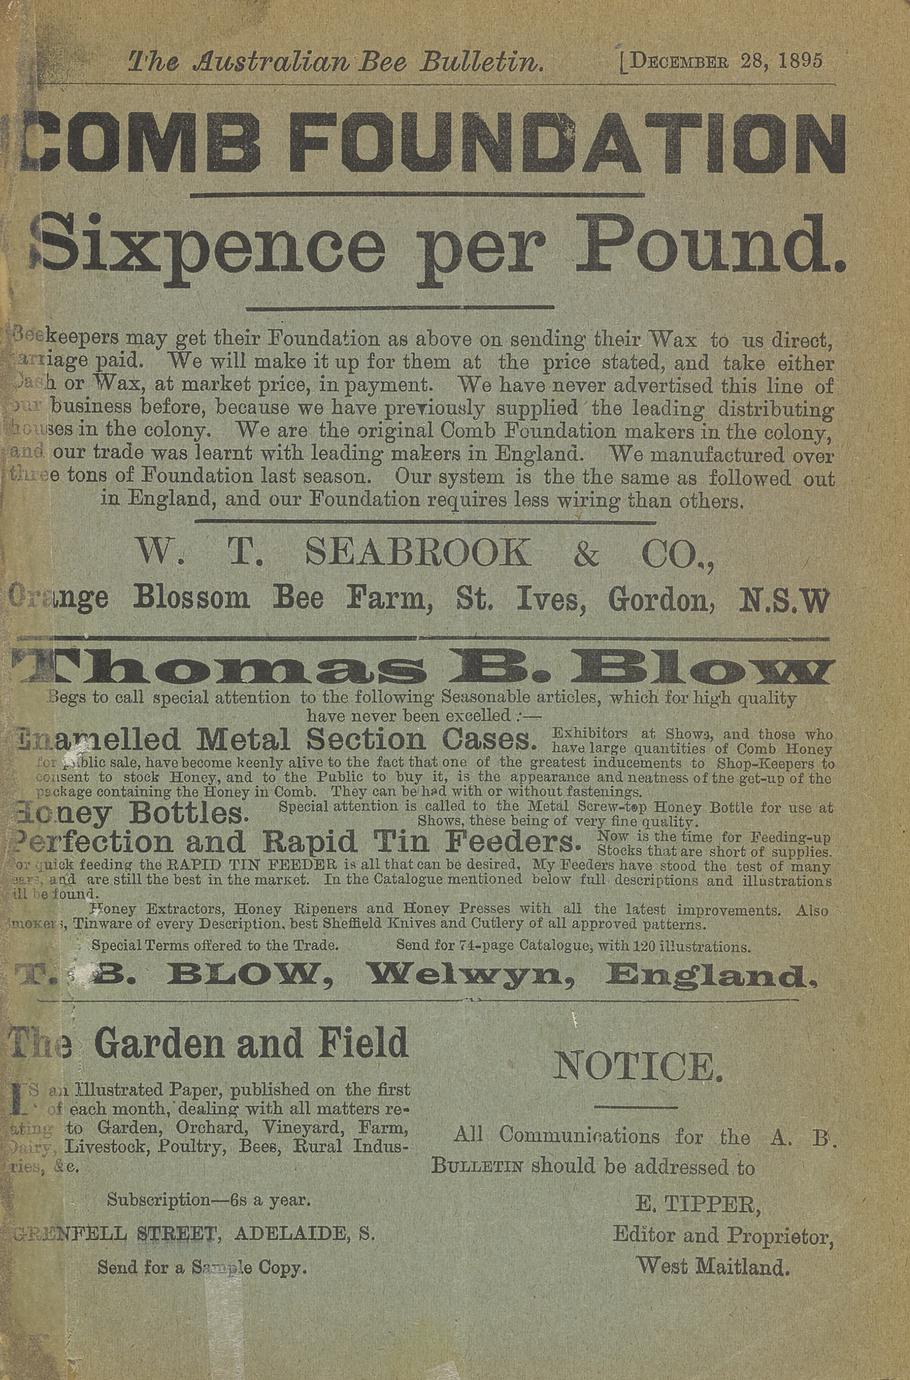 The Australian Bee Bulletin. [DECEMBER 28, 1895
COMB FOUNDATION
Sixpence per Pound.
Beekeepers may get their Foundation as above on sending their Wax to us direct,
carriage paid. We will make it up for them at the price stated, and take either
Cash or Wax, at market price, in payment. We have never advertised this line of
our business before, because we have previously supplied the leading distributing
houses in the colony. We are the original Comb Foundation makers in the colony,
and our trade was learnt with leading makers in England. We manufactured over
three tons of Foundation last season. Our system is the the same as followed out
in England, and our Foundation requires less wiring than others.
W. T. SEABROOK & CO.,
Orange Blossom Bee Farm, St. Ives, Gordon, N.S.W
Thomas B. Blow
Begs to call special attention to the following Seasonable articles, which for high quality
have never been excelled :—
Enamelled Metal Section Cases. Exhibitors at Shows, and those who
have large quantities of Comb Honey
for public sale, have become keenly alive to the fact that one of the greatest inducements to Shop-Keepers to
consent to stock Honey, and to the Public to buy it, is the appearance and neatness of the get-up of the
package containing the Honey in Comb. They can be had with or without fastenings.
Honey Bottles. Special attention is called to the Metal Screw-top Honey Bottle for use at
Shows, these being of very fine quality.
Perfection and Rapid Tin Feeders. Now is the time for Feeding-up
Stocks that are short of supplies.
For quick feeding the RAPID TIN FEEDER is all that can be desired, My Feeders have stood the test of many
ears, and are still the best in the market. In the Catalogue mentioned below full descriptions and illustrations
ill be found.
Honey Extractors, Honey Ripeners and Honey Presses with all the latest improvements. Also
mokers, Tinware of every Description, best Sheffield Knives and Cutlery of all approved patterns.
Special Terms offered to the Trade. Send for 74-page Catalogue, with 120 illustrations.
T. B. BLOW, Welwyn, England,
The Garden and Field
IS an Illustrated Paper, published on the first
of each month, dealing with all matters re-
ating to Garden, Orchard, Vineyard, Farm,
Dairy, Livestock, Poultry, Bees, Rural Indus-
ries, &c.
Subscription—6s a year.
GRENFELL STREET, ADELAIDE, S.
Send for a Sample Copy.
NOTICE.
All Communications for the A. B.
BULLETIN should be addressed to
E. TIPPER,
Editor and Proprietor,
West Maitland.